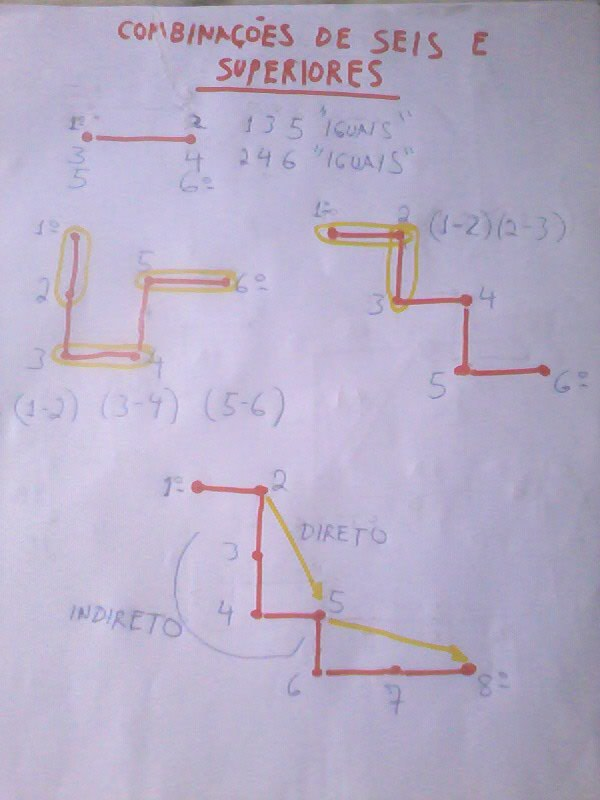 COMBINAÇÕES DE SEIS E
SUPERIORES
1º 2 1 3 5 "IGUAIS"
3 4 2 4 6 "IGUAIS"
5 6º
1º 2 (1-2) (2-3)
5
2 6º
3 4
3 4
5 6º
(1-2) (3-4) (5-6)
1º 2
3 DIRETO
4 5
INDIRETO
6 7 8º